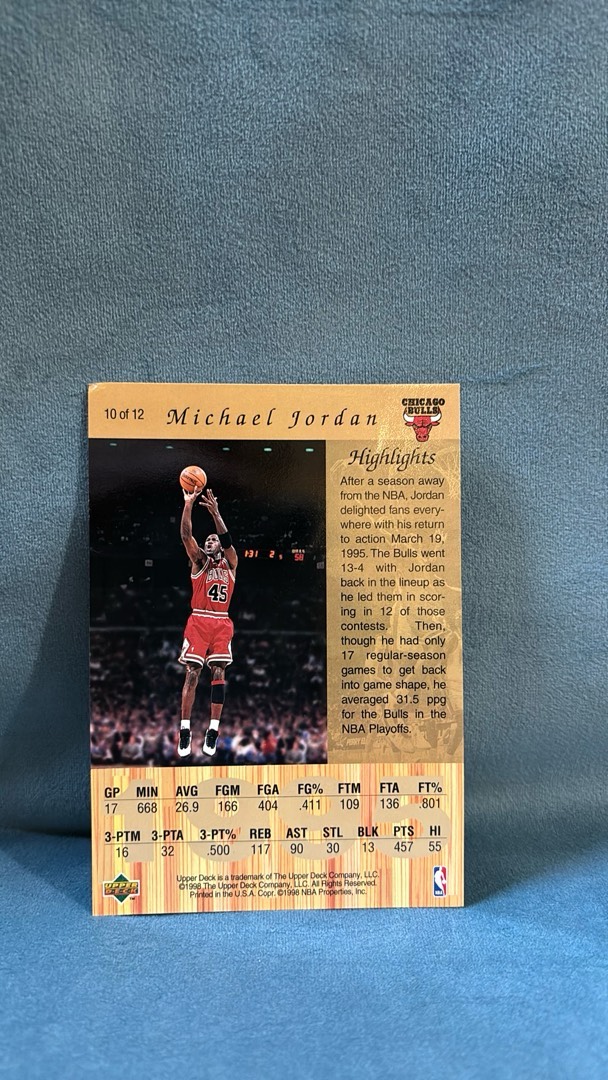 10 of 12 Michael Jordan CHICAGO BULLS
Highlights
After a season away
from the NBA, Jordan
delighted fans every-
where with his return
to action March 19,
1995. The Bulls went
13-4 with Jordan
back in the lineup as
he led them in scor-
ing in 12 of those
contests. Then,
though he had only
17 regular-season
games to get back
into game shape, he
averaged 31.5 ppg
for the Bulls in the
NBA Playoffs.
BULLS
45
GP MIN AVG FGM FGA FG% FTM FTA FT%
17 668 26.9 166 404 .411 109 136 .801
3-PTM 3-PTA 3-PT% REB AST STL BLK PTS HI
16 32 .500 117 90 30 13 457 55
Upper Deck is a trademark of The Upper Deck Company, LLC.
©1998 The Upper Deck Company, LLC. All Rights Reserved.
Printed in the U.S.A. Copr. ©1998 NBA Properties, Inc.
UPPER DECK TM
NBA